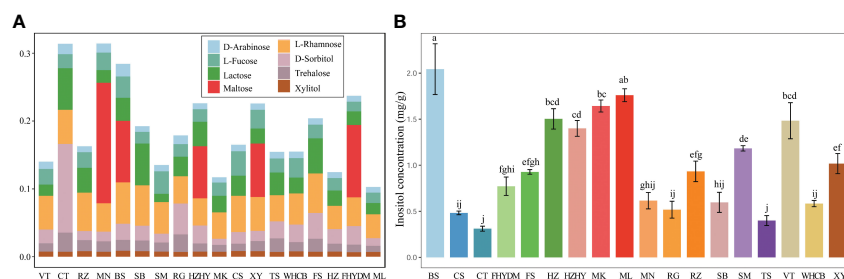 A
D-Arabinose
L-Fucose
Lactose
Maltose
L-Rhamnose
D-Sorbitol
Trehalose
Xylitol
0.3
0.2
0.1
0.0
VT CT RZ MN BS SB SM RG HZHY MK CS XY TS WHCB FS HZ FHYDM ML
B
Inositol concentration (mg/g)
2.0
1.5
1.0
0.5
0.0
a
ij
j
fghi
efgh
bcd
cd
bc
ab
ghij
ij
efg
hij
de
j
bcd
ij
ef
BS CS CT FHYDM FS HZ HZHY MK ML MN RG RZ SB SM TS VT WHCB XY